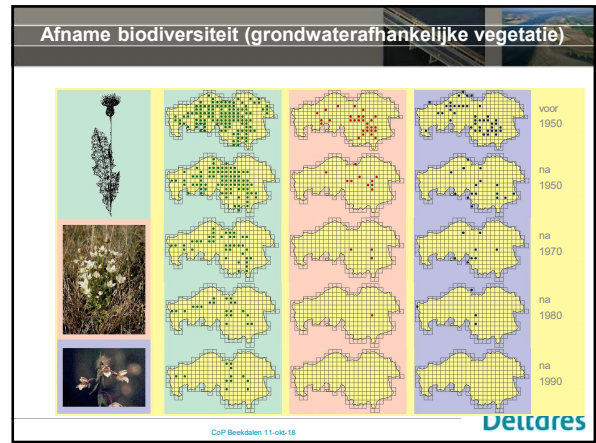 Afname biodiversiteit (grondwaterafhankelijke vegetatie)
voor
1950
na
1950
na
1970
na
1980
na
1990
CoP Beekdalen 11-okt-18
Deltares